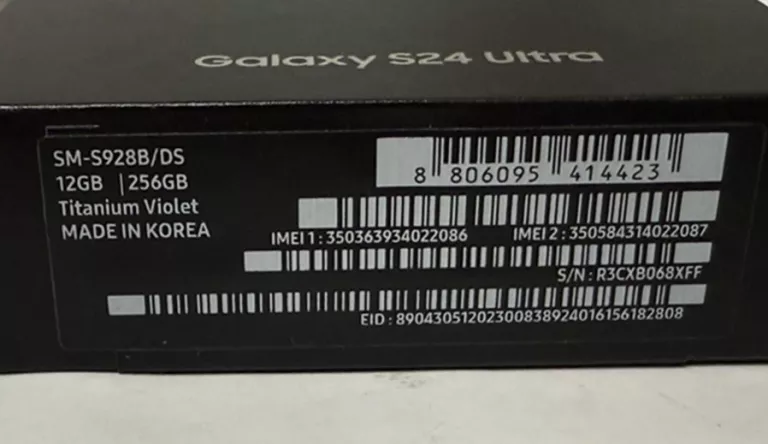 Galaxy S24 Ultra
SM-S928B/DS
12GB | 256GB
Titanium Violet
MADE IN KOREA
8 806095 414423
IMEI 1 : 350363934022086 IMEI 2 : 350584314022087
S/N : R3CXB068XFF
EID : 89043051202300838924016156182808